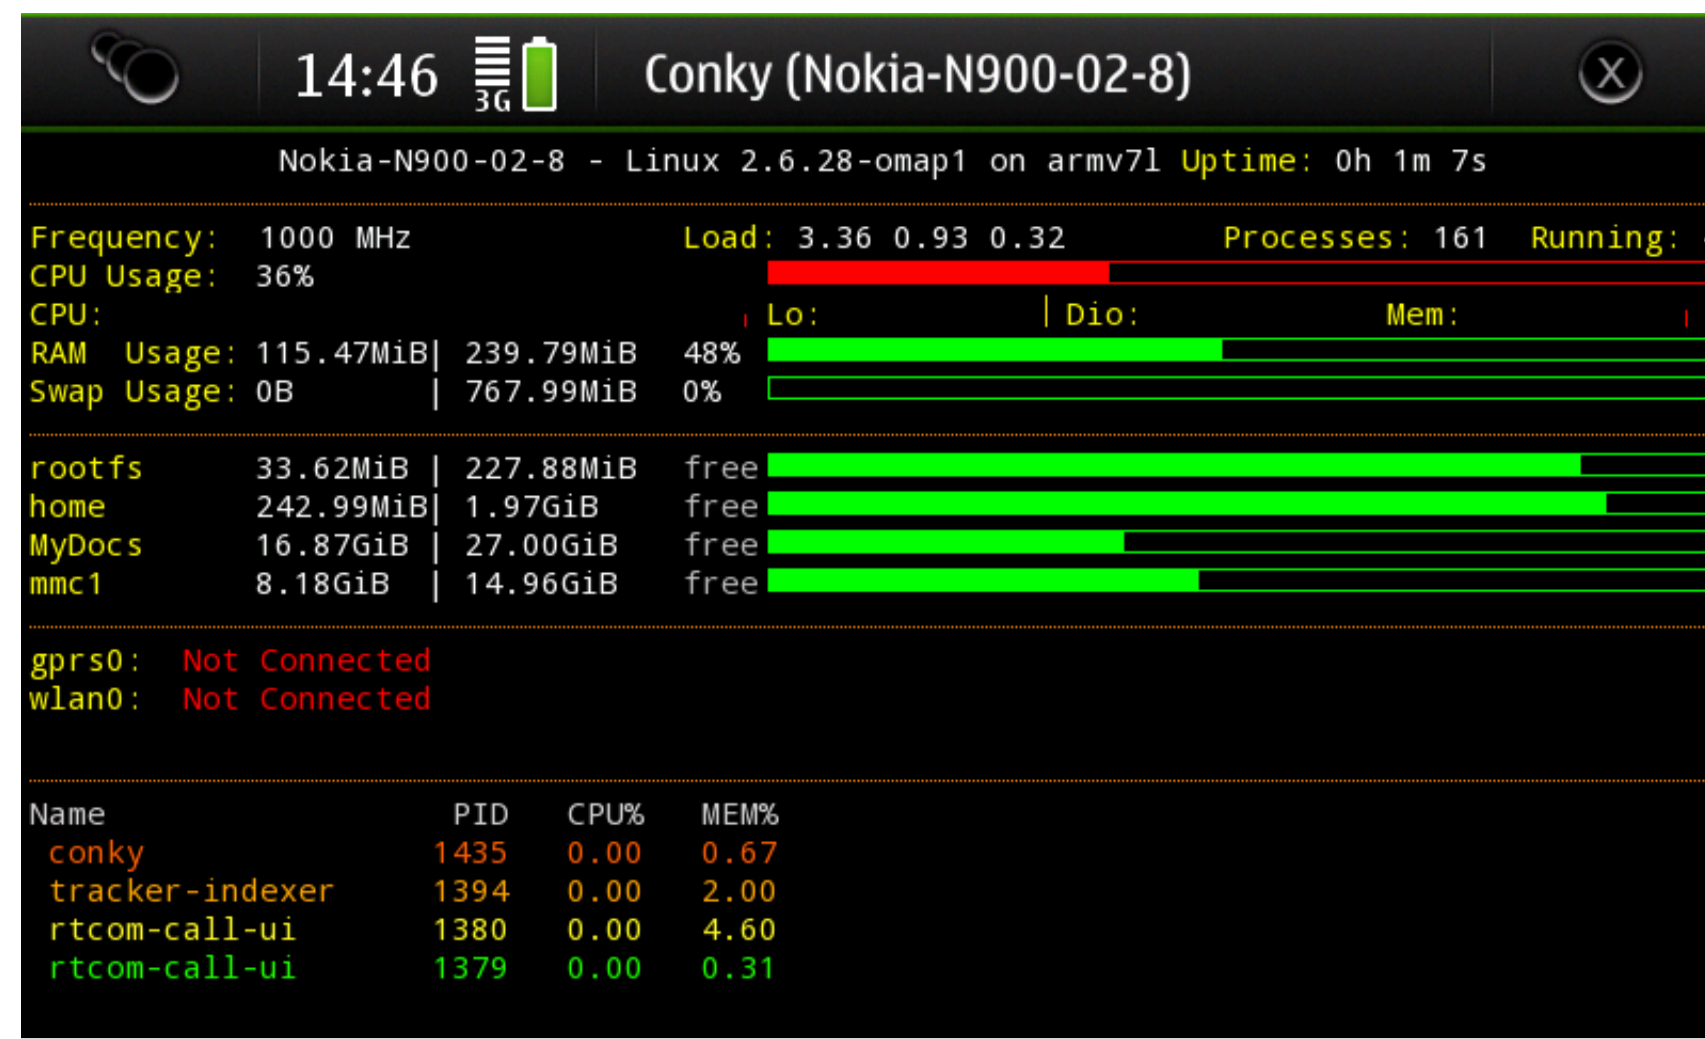 14:46 3G Conky (Nokia-N900-02-8) X
Nokia-N900-02-8 - Linux 2.6.28-omap1 on armv7l Uptime: 0h 1m 7s
Frequency: 1000 MHz Load: 3.36 0.93 0.32 Processes: 161 Running:
CPU Usage: 36%
CPU: Lo: | Dio: Mem:
RAM Usage: 115.47MiB| 239.79MiB 48%
Swap Usage: 0B | 767.99MiB 0%
rootfs 33.62MiB | 227.88MiB free
home 242.99MiB| 1.97GiB free
MyDocs 16.87GiB | 27.00GiB free
mmc1 8.18GiB | 14.96GiB free
gprs0: Not Connected
wlan0: Not Connected
Name PID CPU% MEM%
conky 1435 0.00 0.67
tracker-indexer 1394 0.00 2.00
rtcom-call-ui 1380 0.00 4.60
rtcom-call-ui 1379 0.00 0.31